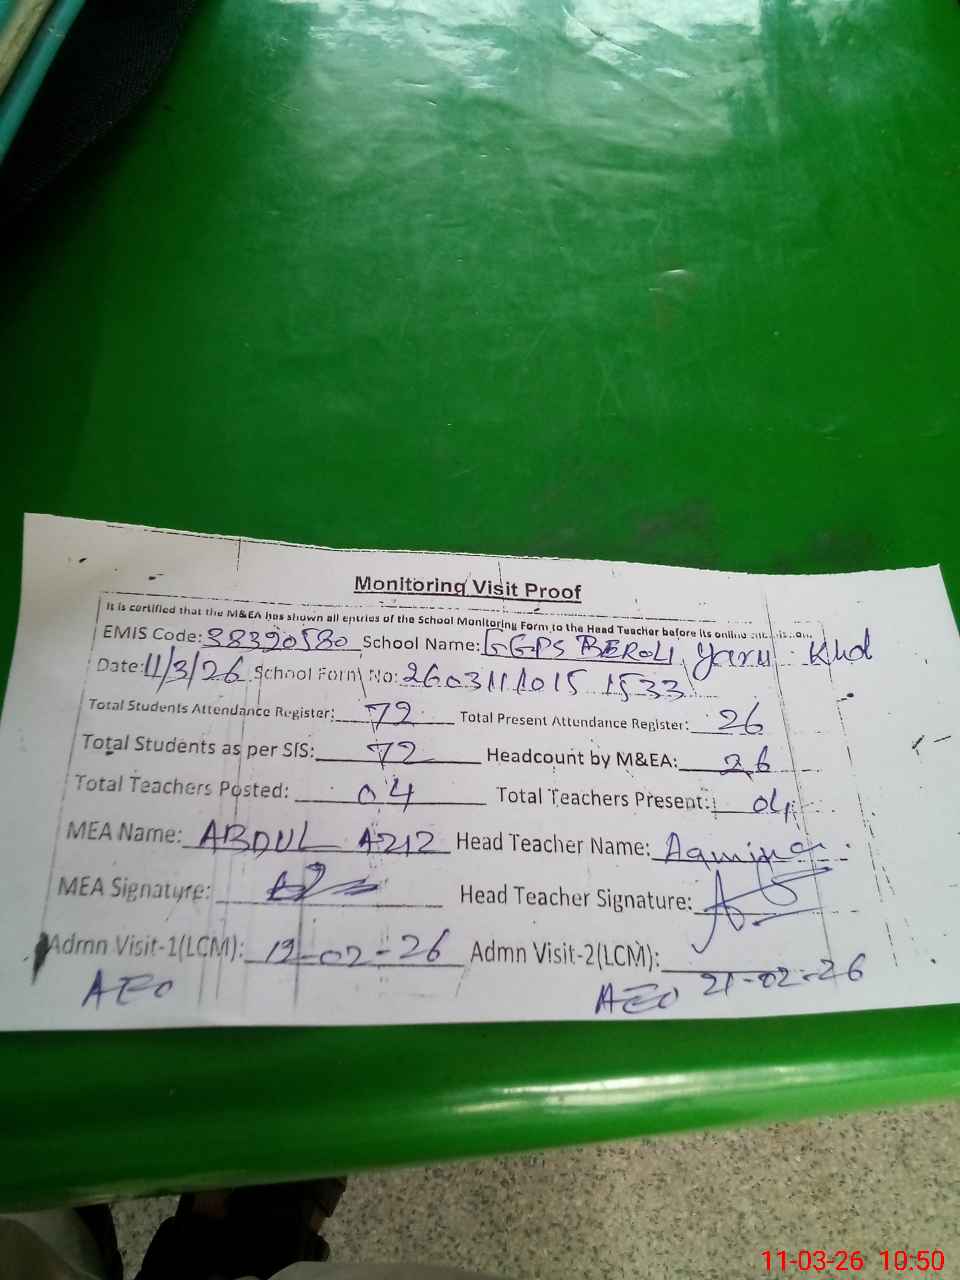 Monitoring Visit Proof
It is certified that the M&EA has shown all entries of the School Monitoring Form to the Head Teacher before its online
EMIS Code: 38390580 School Name: GGPS BEROLI Yaru Khd
Date: 11/3/26 School Form No: 2603111015 1533
Total Students Attendance Register: 72 Total Present Attendance Register: 26
Total Students as per SIS: 72 Headcount by M&EA: 26
Total Teachers Posted: 04 Total Teachers Present: 04
MEA Name: ABDUL AZIZ Head Teacher Name: Aamina
MEA Signature: Head Teacher Signature:
Admn Visit-1(LCM): 19-02-26 Admn Visit-2(LCM):
AEO AEO 21-02-26
11-03-26 10:50